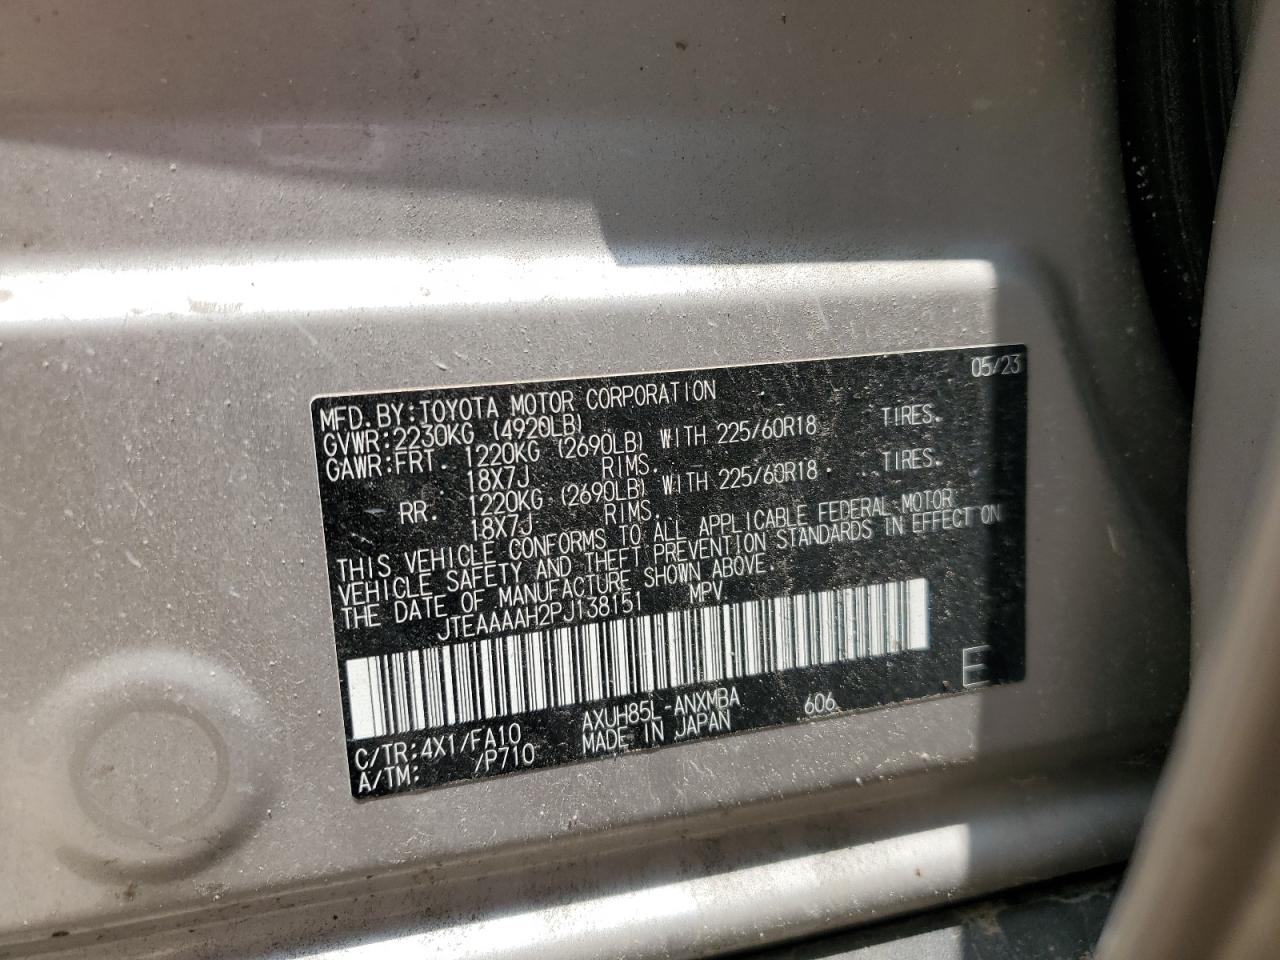 05/23
MFD.BY:TOYOTA MOTOR CORPORATION
GVWR:2230KG (4920LB)
GAWR:FRT. 1220KG (2690LB) WITH 225/60R18 TIRES.
18X7J RIMS.
RR. 1220KG (2690LB) WITH 225/60R18 TIRES.
18X7J RIMS.
THIS VEHICLE CONFORMS TO ALL APPLICABLE FEDERAL MOTOR
VEHICLE SAFETY AND THEFT PREVENTION STANDARDS IN EFFECT ON
THE DATE OF MANUFACTURE SHOWN ABOVE.
JTEAAAAH2PJ138151 MPV
C/TR:4X1/FA10 AXUH85L-ANXMBA 606 E
A/TM: /P710 MADE IN JAPAN